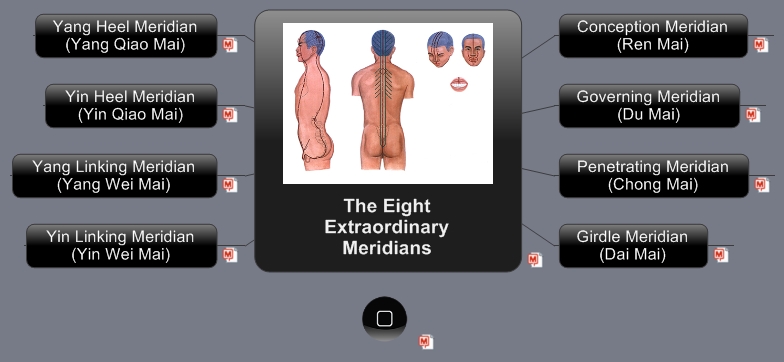 Yang Heel Meridian
(Yang Qiao Mai)
Yin Heel Meridian
(Yin Qiao Mai)
Yang Linking Meridian
(Yang Wei Mai)
Yin Linking Meridian
(Yin Wei Mai)
The Eight
Extraordinary
Meridians
Conception Meridian
(Ren Mai)
Governing Meridian
(Du Mai)
Penetrating Meridian
(Chong Mai)
Girdle Meridian
(Dai Mai)
M
M
M
M
M
M
M
M
M
M